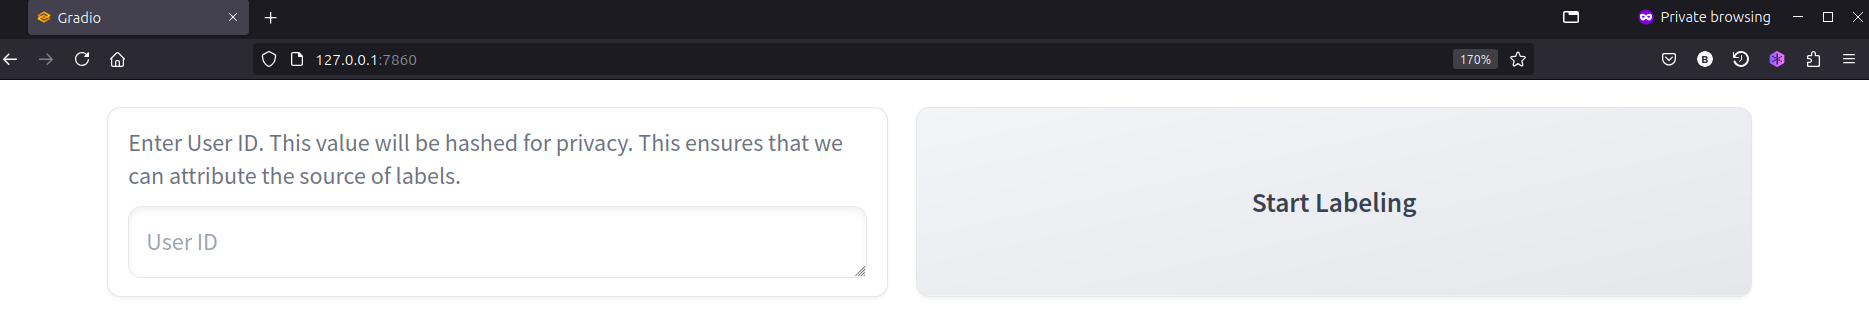 Gradio
Private browsing
127.0.0.1:7860
170%
B
Enter User ID. This value will be hashed for privacy. This ensures that we
can attribute the source of labels.
User ID
Start Labeling